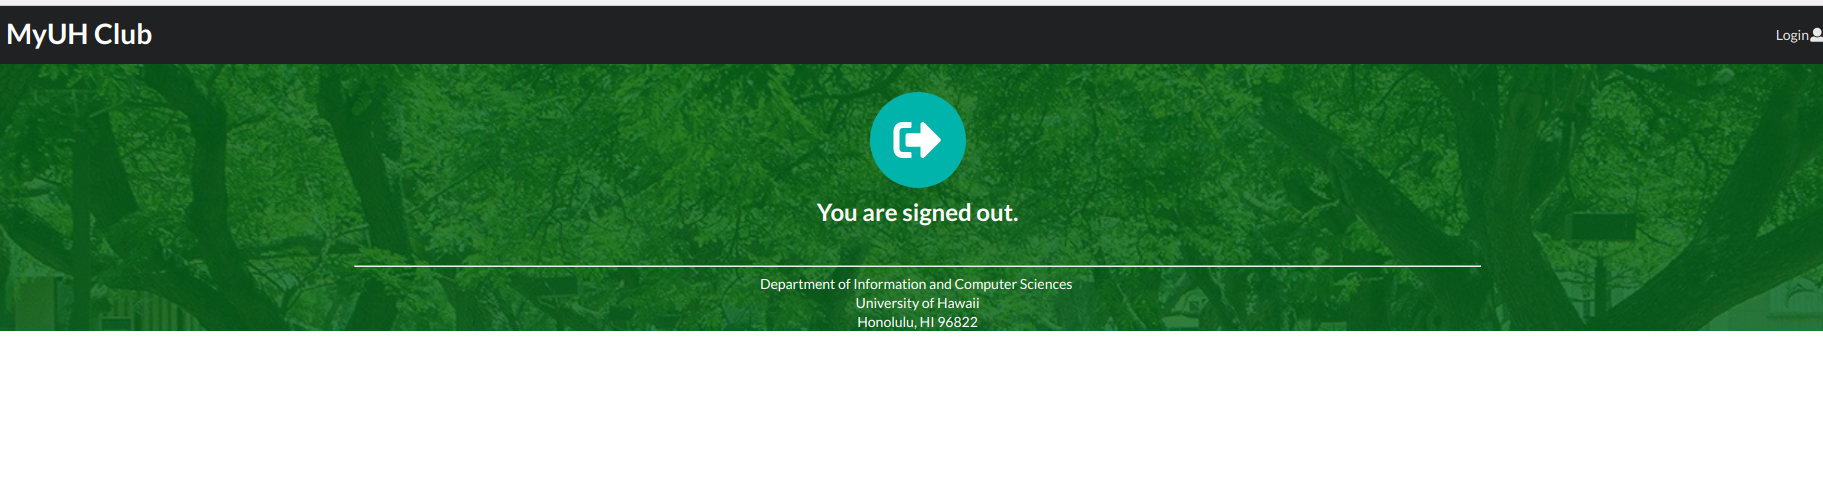 MyUH Club
Login
You are signed out.
Department of Information and Computer Sciences
University of Hawaii
Honolulu, HI 96822